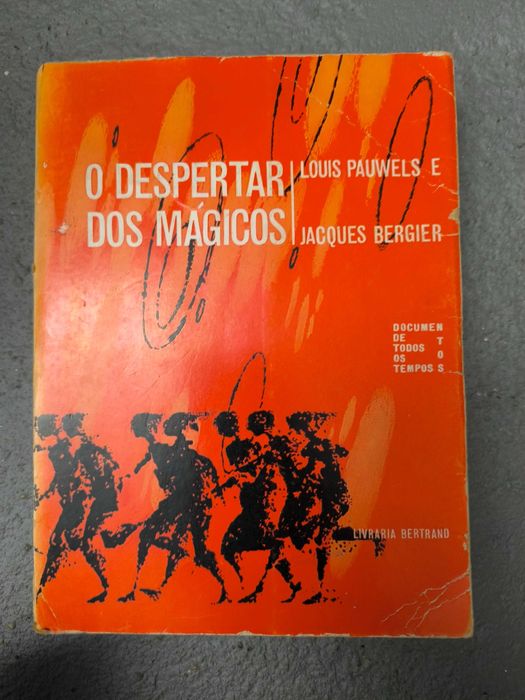 O DESPERTAR
DOS MÁGICOS
LOUIS PAUWELS E
JACQUES BERGIER
DOCUMEN
DE T
TODOS O
OS
TEMPOS S
LIVRARIA BERTRAND